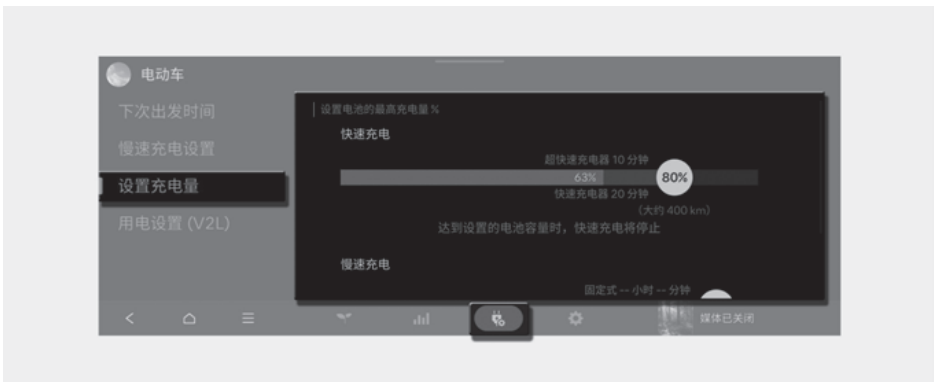 电动车
下次出发时间
慢速充电设置
设置充电量
用电设置 (V2L)
设置电池的最高充电量 %
快速充电
超快速充电器 10 分钟
63%
80%
快速充电器 20 分钟
(大约 400 km)
达到设置的电池容量时，快速充电将停止
慢速充电
固定式 -- 小时 -- 分钟
媒体已关闭